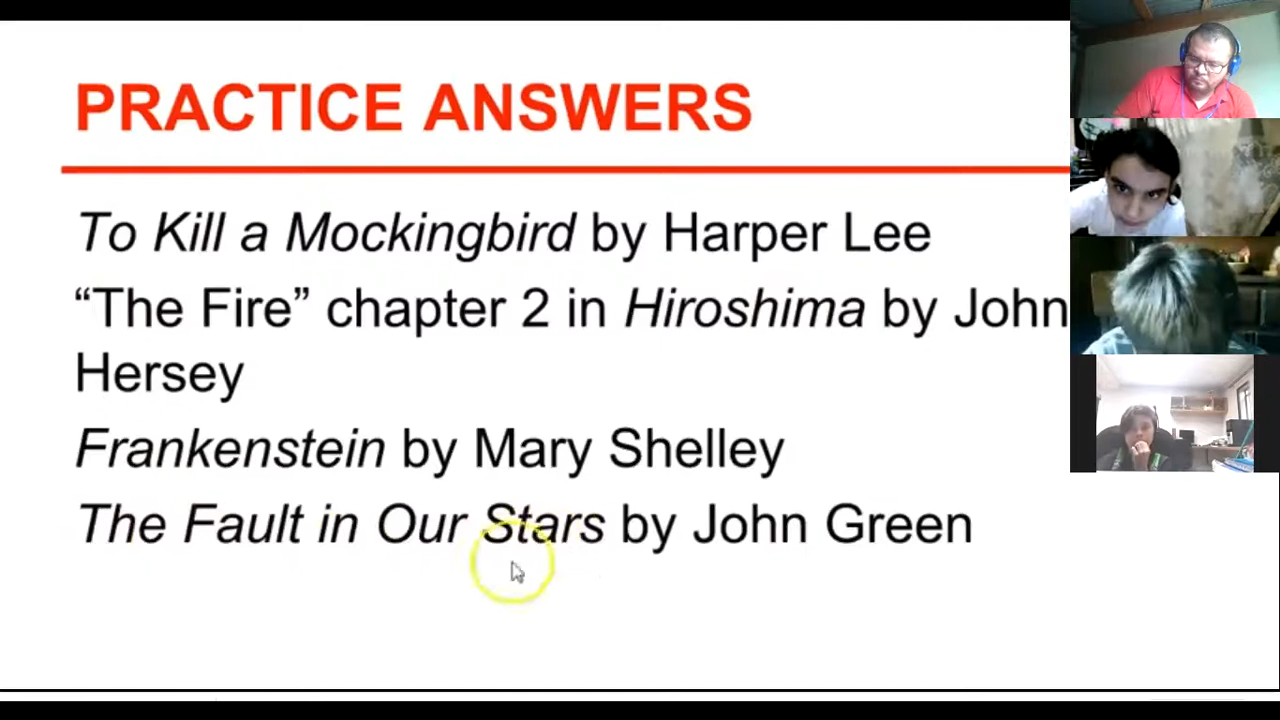 PRACTICE ANSWERS
To Kill a Mockingbird by Harper Lee
“The Fire” chapter 2 in Hiroshima by John
Hersey
Frankenstein by Mary Shelley
The Fault in Our Stars by John Green